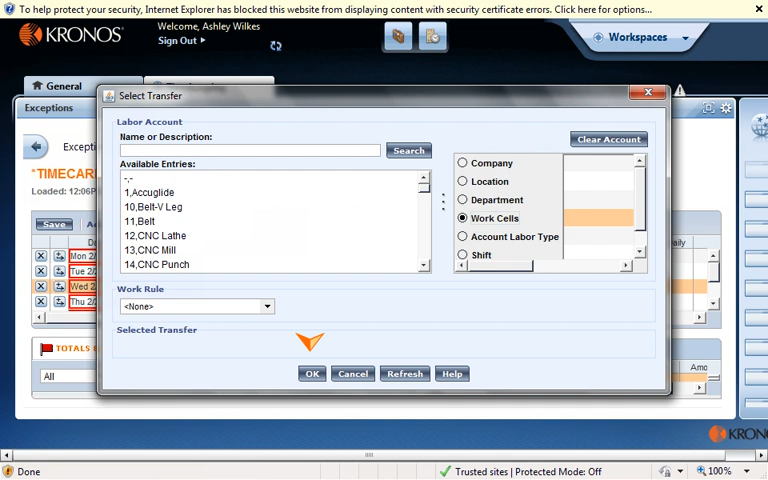 To help protect your security, Internet Explorer has blocked this website from displaying content with security certificate errors. Click here for options...
KRONOS
Welcome, Ashley Wilkes
Sign Out
Workspaces
General
Exceptions
Select Transfer
Labor Account
Name or Description:
Search
Clear Account
Available Entries:
-,-
1,Accuglide
10,Belt-V Leg
11,Belt
12,CNC Lathe
13,CNC Mill
14,CNC Punch
Company
Location
Department
Work Cells
Account Labor Type
Shift
Work Rule
<None>
Selected Transfer
OK
Cancel
Refresh
Help
Excepti
*TIMECAR
Loaded: 12:06P
Save
Da
Mon 2/
Tue 2/2
Wed 2
Thu 2/2
aily
TOTALS &
All
Amo
KRON
Done
Trusted sites | Protected Mode: Off
100%